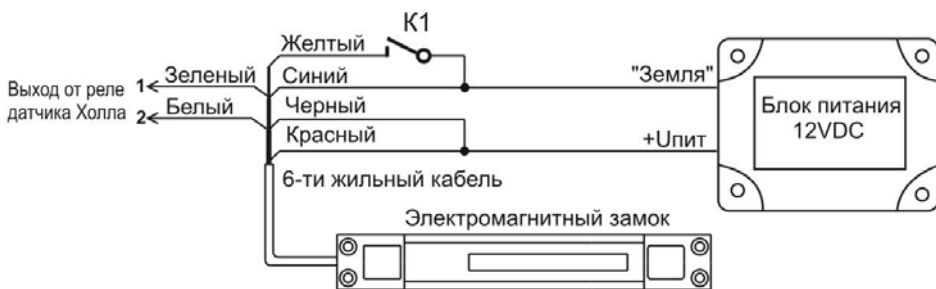 К1
Желтый
Зеленый
Синий
"Земля"
Выход от реле
датчика Холла
1
2
Белый
Черный
Блок питания
12VDC
Красный
+Uпит
6-ти жильный кабель
Электромагнитный замок